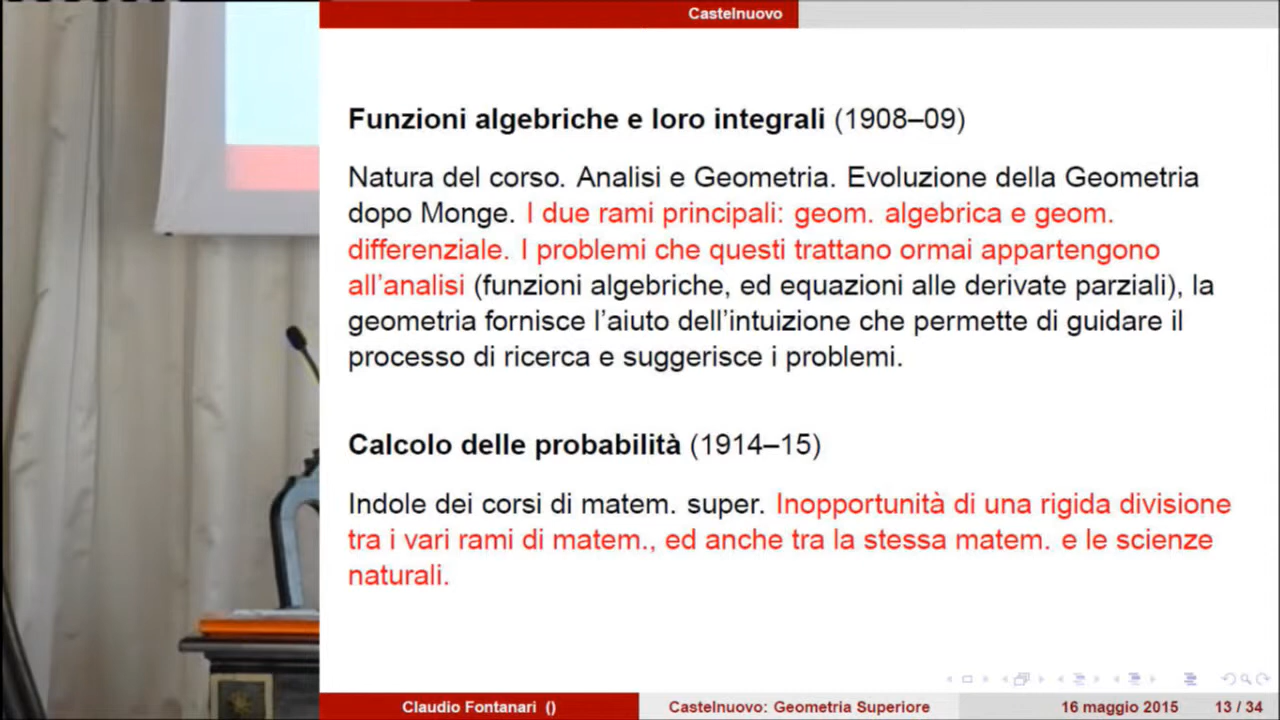 Castelnuovo
Funzioni algebriche e loro integrali (1908–09)
Natura del corso. Analisi e Geometria. Evoluzione della Geometria
dopo Monge. I due rami principali: geom. algebrica e geom.
differenziale. I problemi che questi trattano ormai appartengono
all'analisi (funzioni algebriche, ed equazioni alle derivate parziali), la
geometria fornisce l'aiuto dell'intuizione che permette di guidare il
processo di ricerca e suggerisce i problemi.
Calcolo delle probabilità (1914–15)
Indole dei corsi di matem. super. Inopportunità di una rigida divisione
tra i vari rami di matem., ed anche tra la stessa matem. e le scienze
naturali.
Claudio Fontanari () Castelnuovo: Geometria Superiore 16 maggio 2015 13 / 34